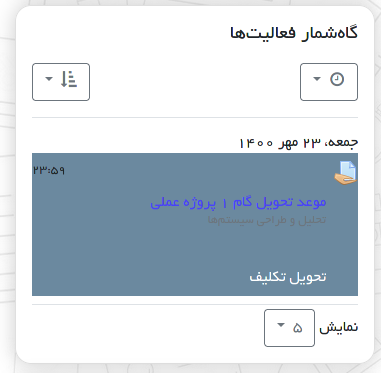 گاه‌شمار فعالیت‌ها
جمعه، ۲۳ مهر ۱۴۰۰
۲۳:۵۹
موعد تحویل گام ۱ پروژه عملی
تحلیل و طراحی سیستم‌ها
تحویل تکلیف
نمایش ۵